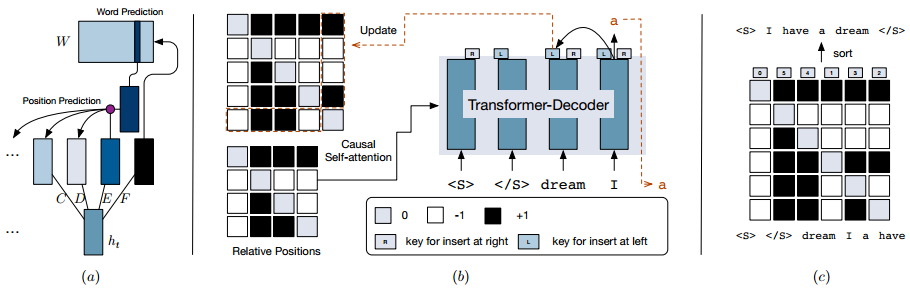 Word Prediction
W
Position Prediction
...
C D E F
...
h_t
(a)
Update
Causal
Self-attention
Relative Positions
a
R L L R L R
Transformer-Decoder
<S> </S> dream I
a
0 -1 +1
R key for insert at right L key for insert at left
(b)
<S> I have a dream </S>
sort
0 5 4 1 3 2
<S> </S> dream I a have
(c)